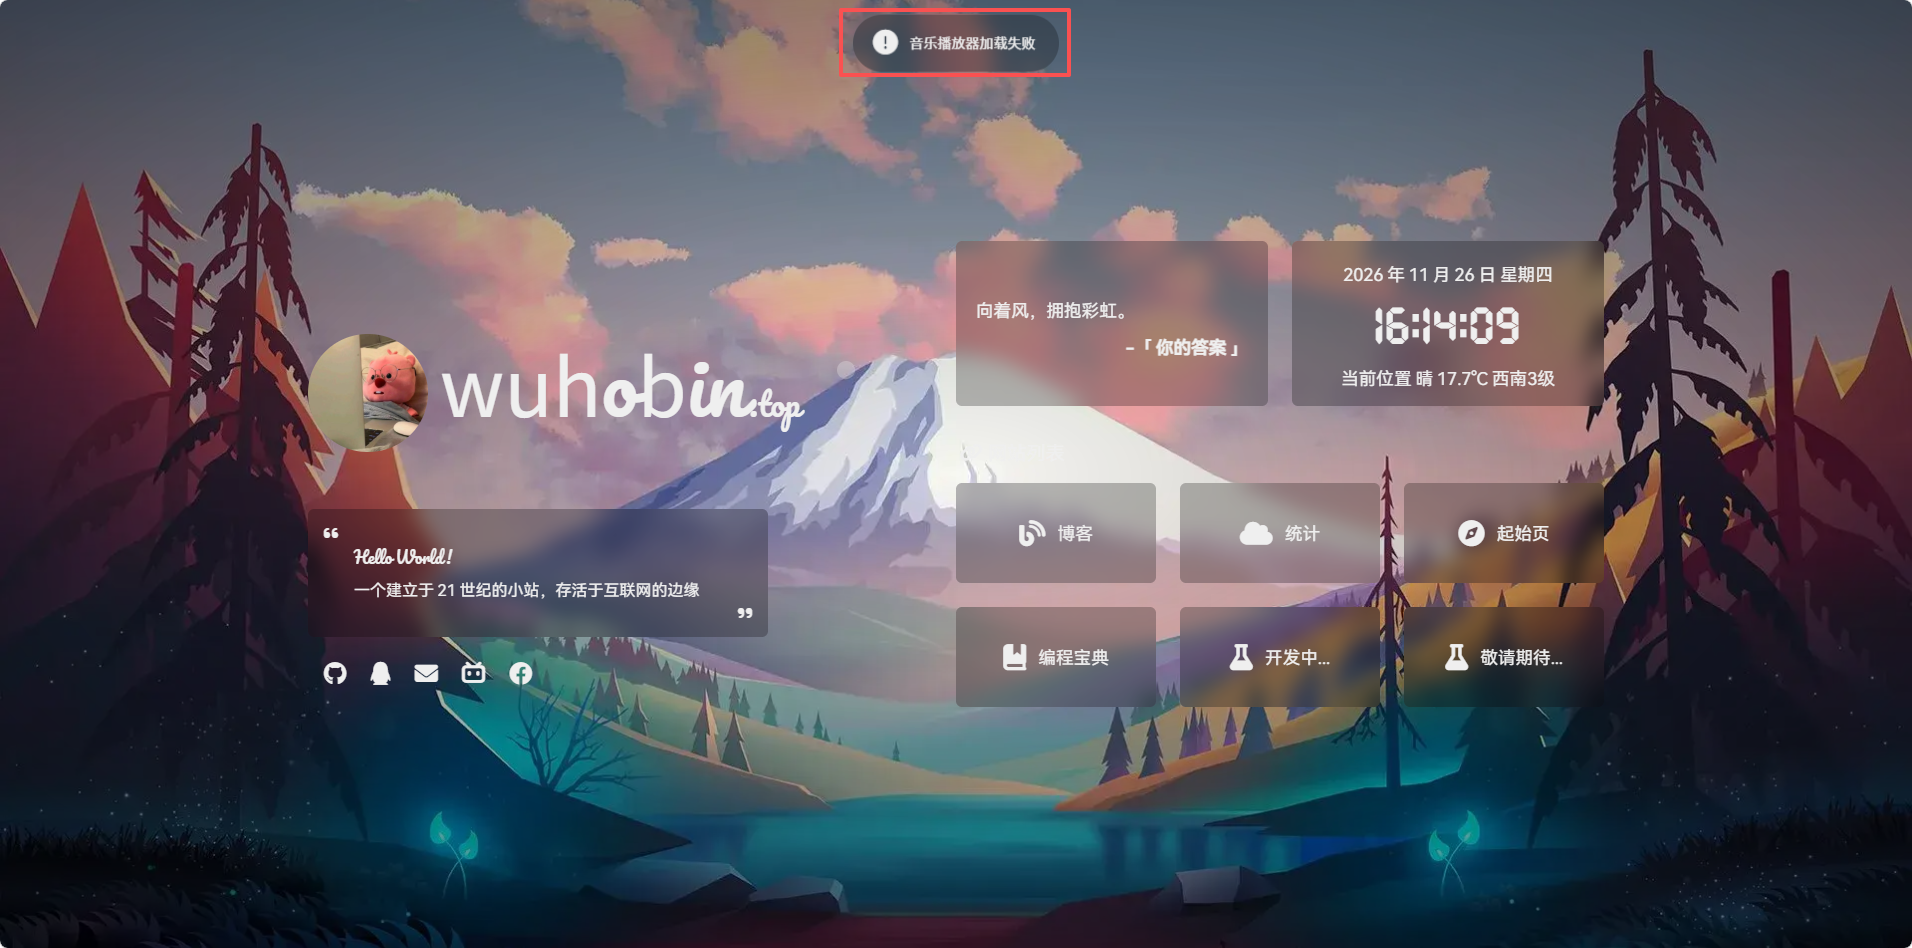 音乐播放器加载失败
wuhobin.top
Hello World!
一个建立于 21 世纪的小站，存活于互联网的边缘
向着风，拥抱彩虹。
-「 你的答案 」
2026 年 11 月 26 日 星期四
16:14:09
当前位置 晴 17.7℃ 西南3级
博客
统计
起始页
编程宝典
开发中...
敬请期待...